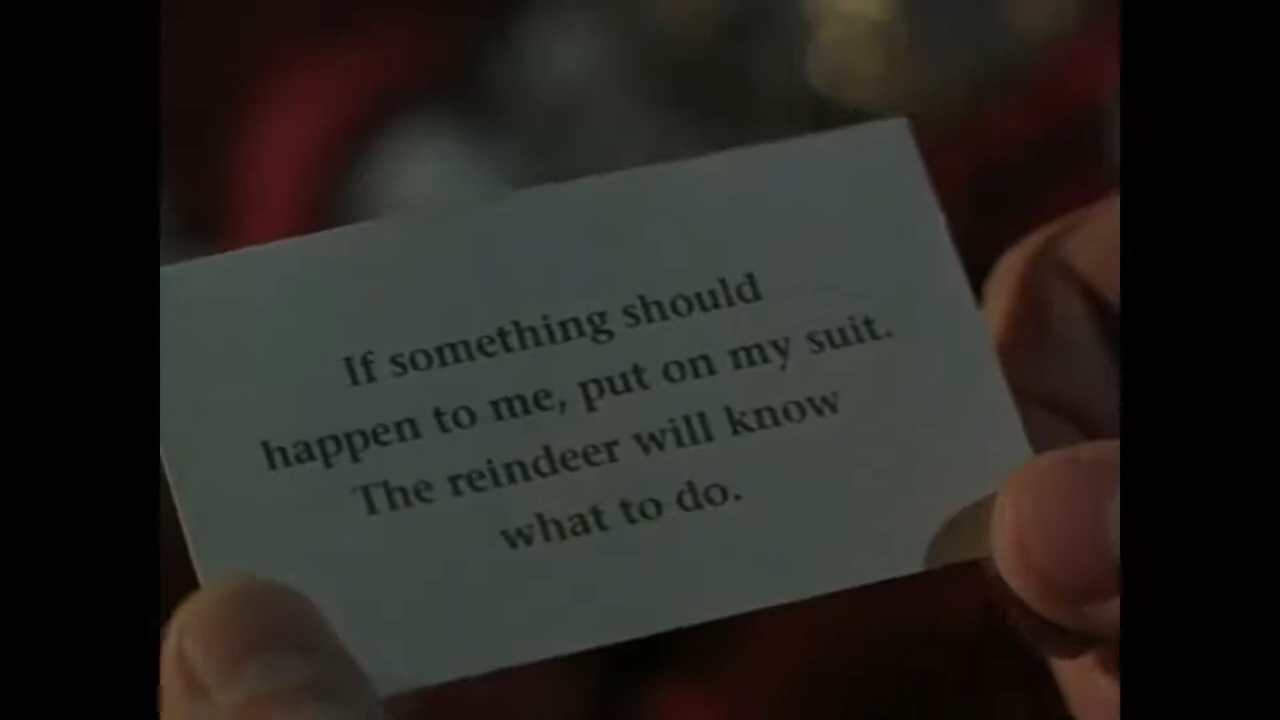 If something should
happen to me, put on my suit.
The reindeer will know
what to do.